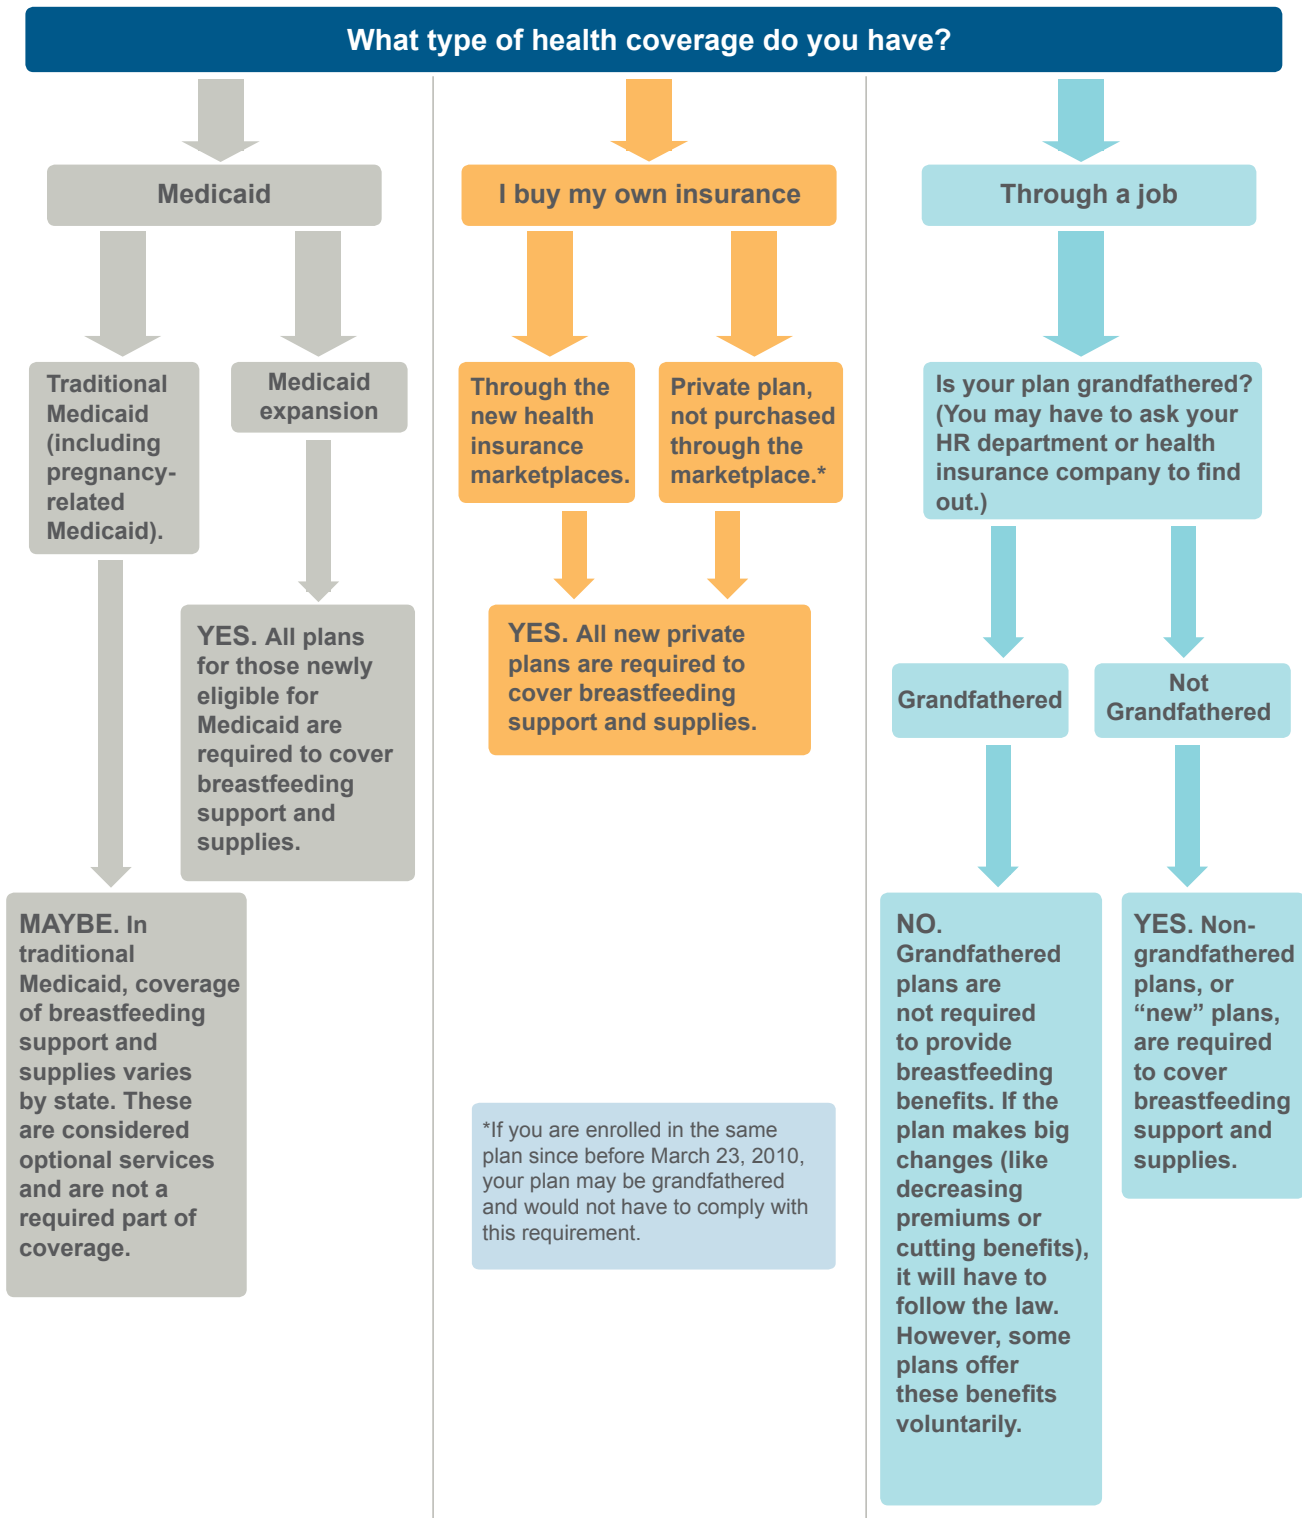 What type of health coverage do you have?
Medicaid
Traditional
Medicaid
(including
pregnancy-
related
Medicaid).
Medicaid
expansion
YES. All plans
for those newly
eligible for
Medicaid are
required to cover
breastfeeding
support and
supplies.
MAYBE. In
traditional
Medicaid, coverage
of breastfeeding
support and
supplies varies
by state. These
are considered
optional services
and are not a
required part of
coverage.
I buy my own insurance
Through the
new health
insurance
marketplaces.
Private plan,
not purchased
through the
marketplace.*
YES. All new private
plans are required to
cover breastfeeding
support and supplies.
*If you are enrolled in the same
plan since before March 23, 2010,
your plan may be grandfathered
and would not have to comply with
this requirement.
Through a job
Is your plan grandfathered?
(You may have to ask your
HR department or health
insurance company to find
out.)
Grandfathered
Not
Grandfathered
NO.
Grandfathered
plans are
not required
to provide
breastfeeding
benefits. If the
plan makes big
changes (like
decreasing
premiums or
cutting benefits),
it will have to
follow the law.
However, some
plans offer
these benefits
voluntarily.
YES. Non-
grandfathered
plans, or
“new” plans,
are required
to cover
breastfeeding
support and
supplies.